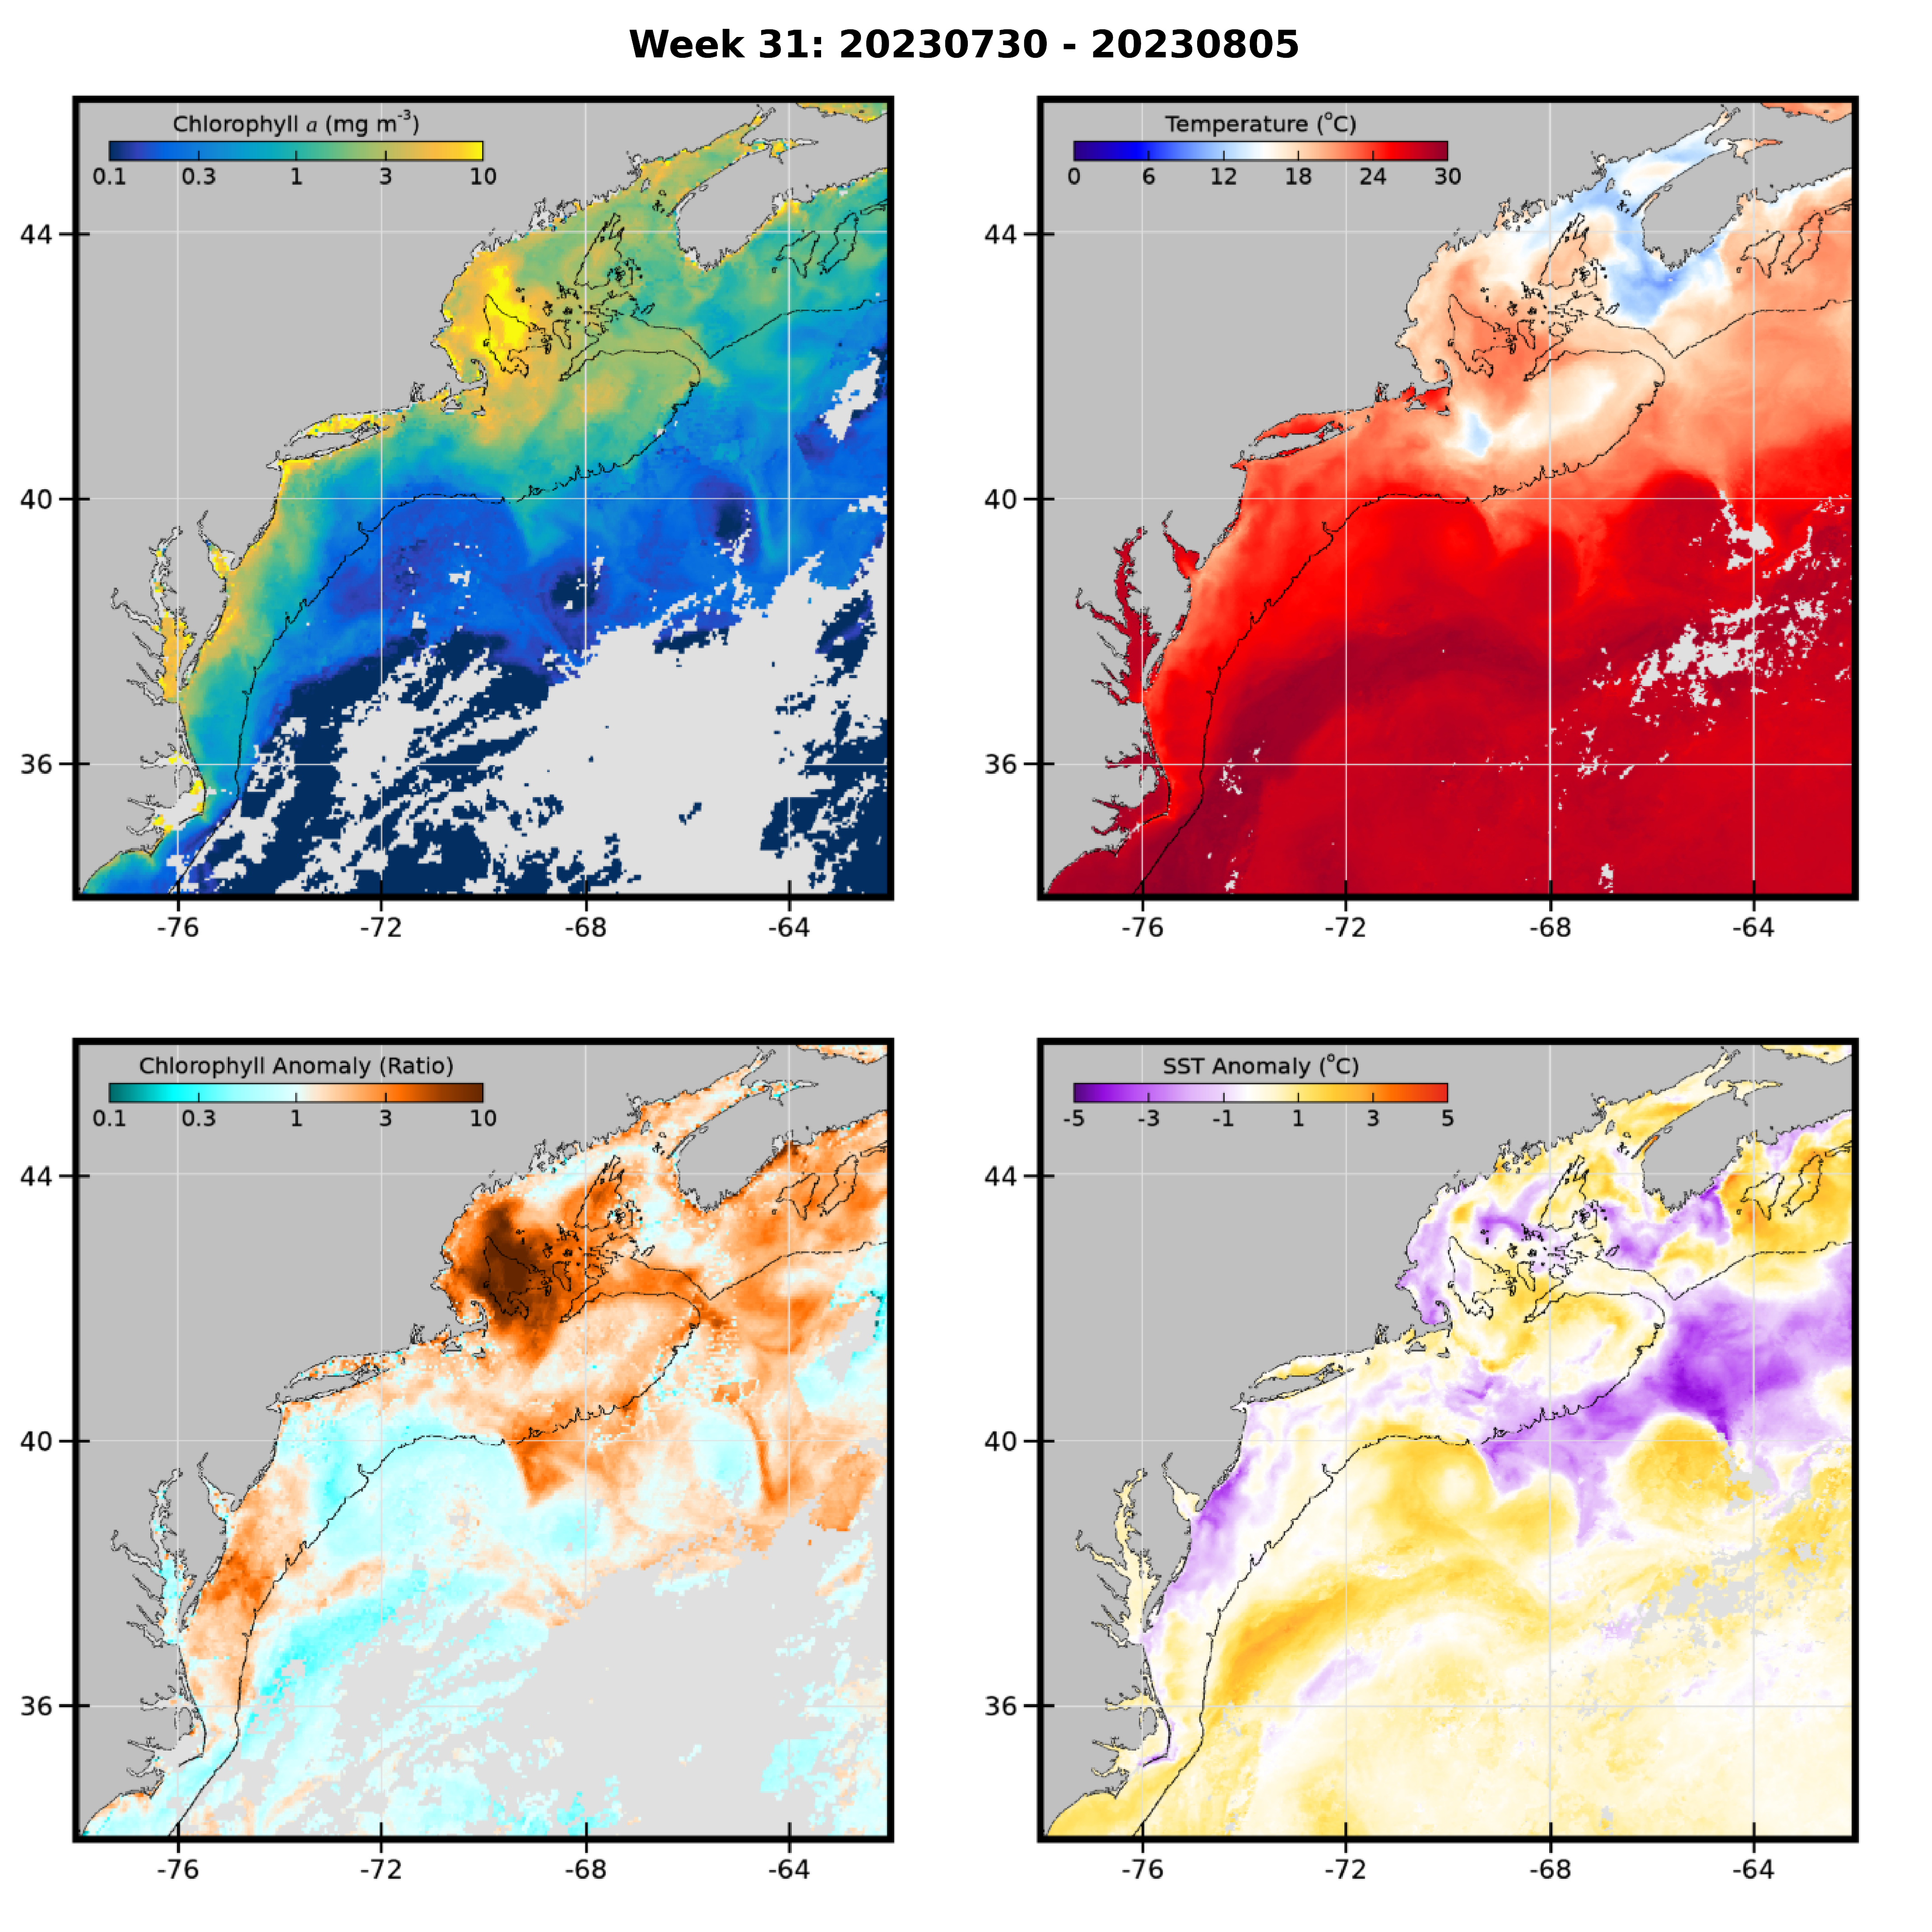 Week 31: 20230730 - 20230805
Chlorophyll a (mg m-3)
0.1 0.3 1 3 10
44
40
36
-76 -72 -68 -64
Temperature (°C)
0 6 12 18 24 30
44
40
36
-76 -72 -68 -64
Chlorophyll Anomaly (Ratio)
0.1 0.3 1 3 10
44
40
36
-76 -72 -68 -64
SST Anomaly (°C)
-5 -3 -1 1 3 5
44
40
36
-76 -72 -68 -64